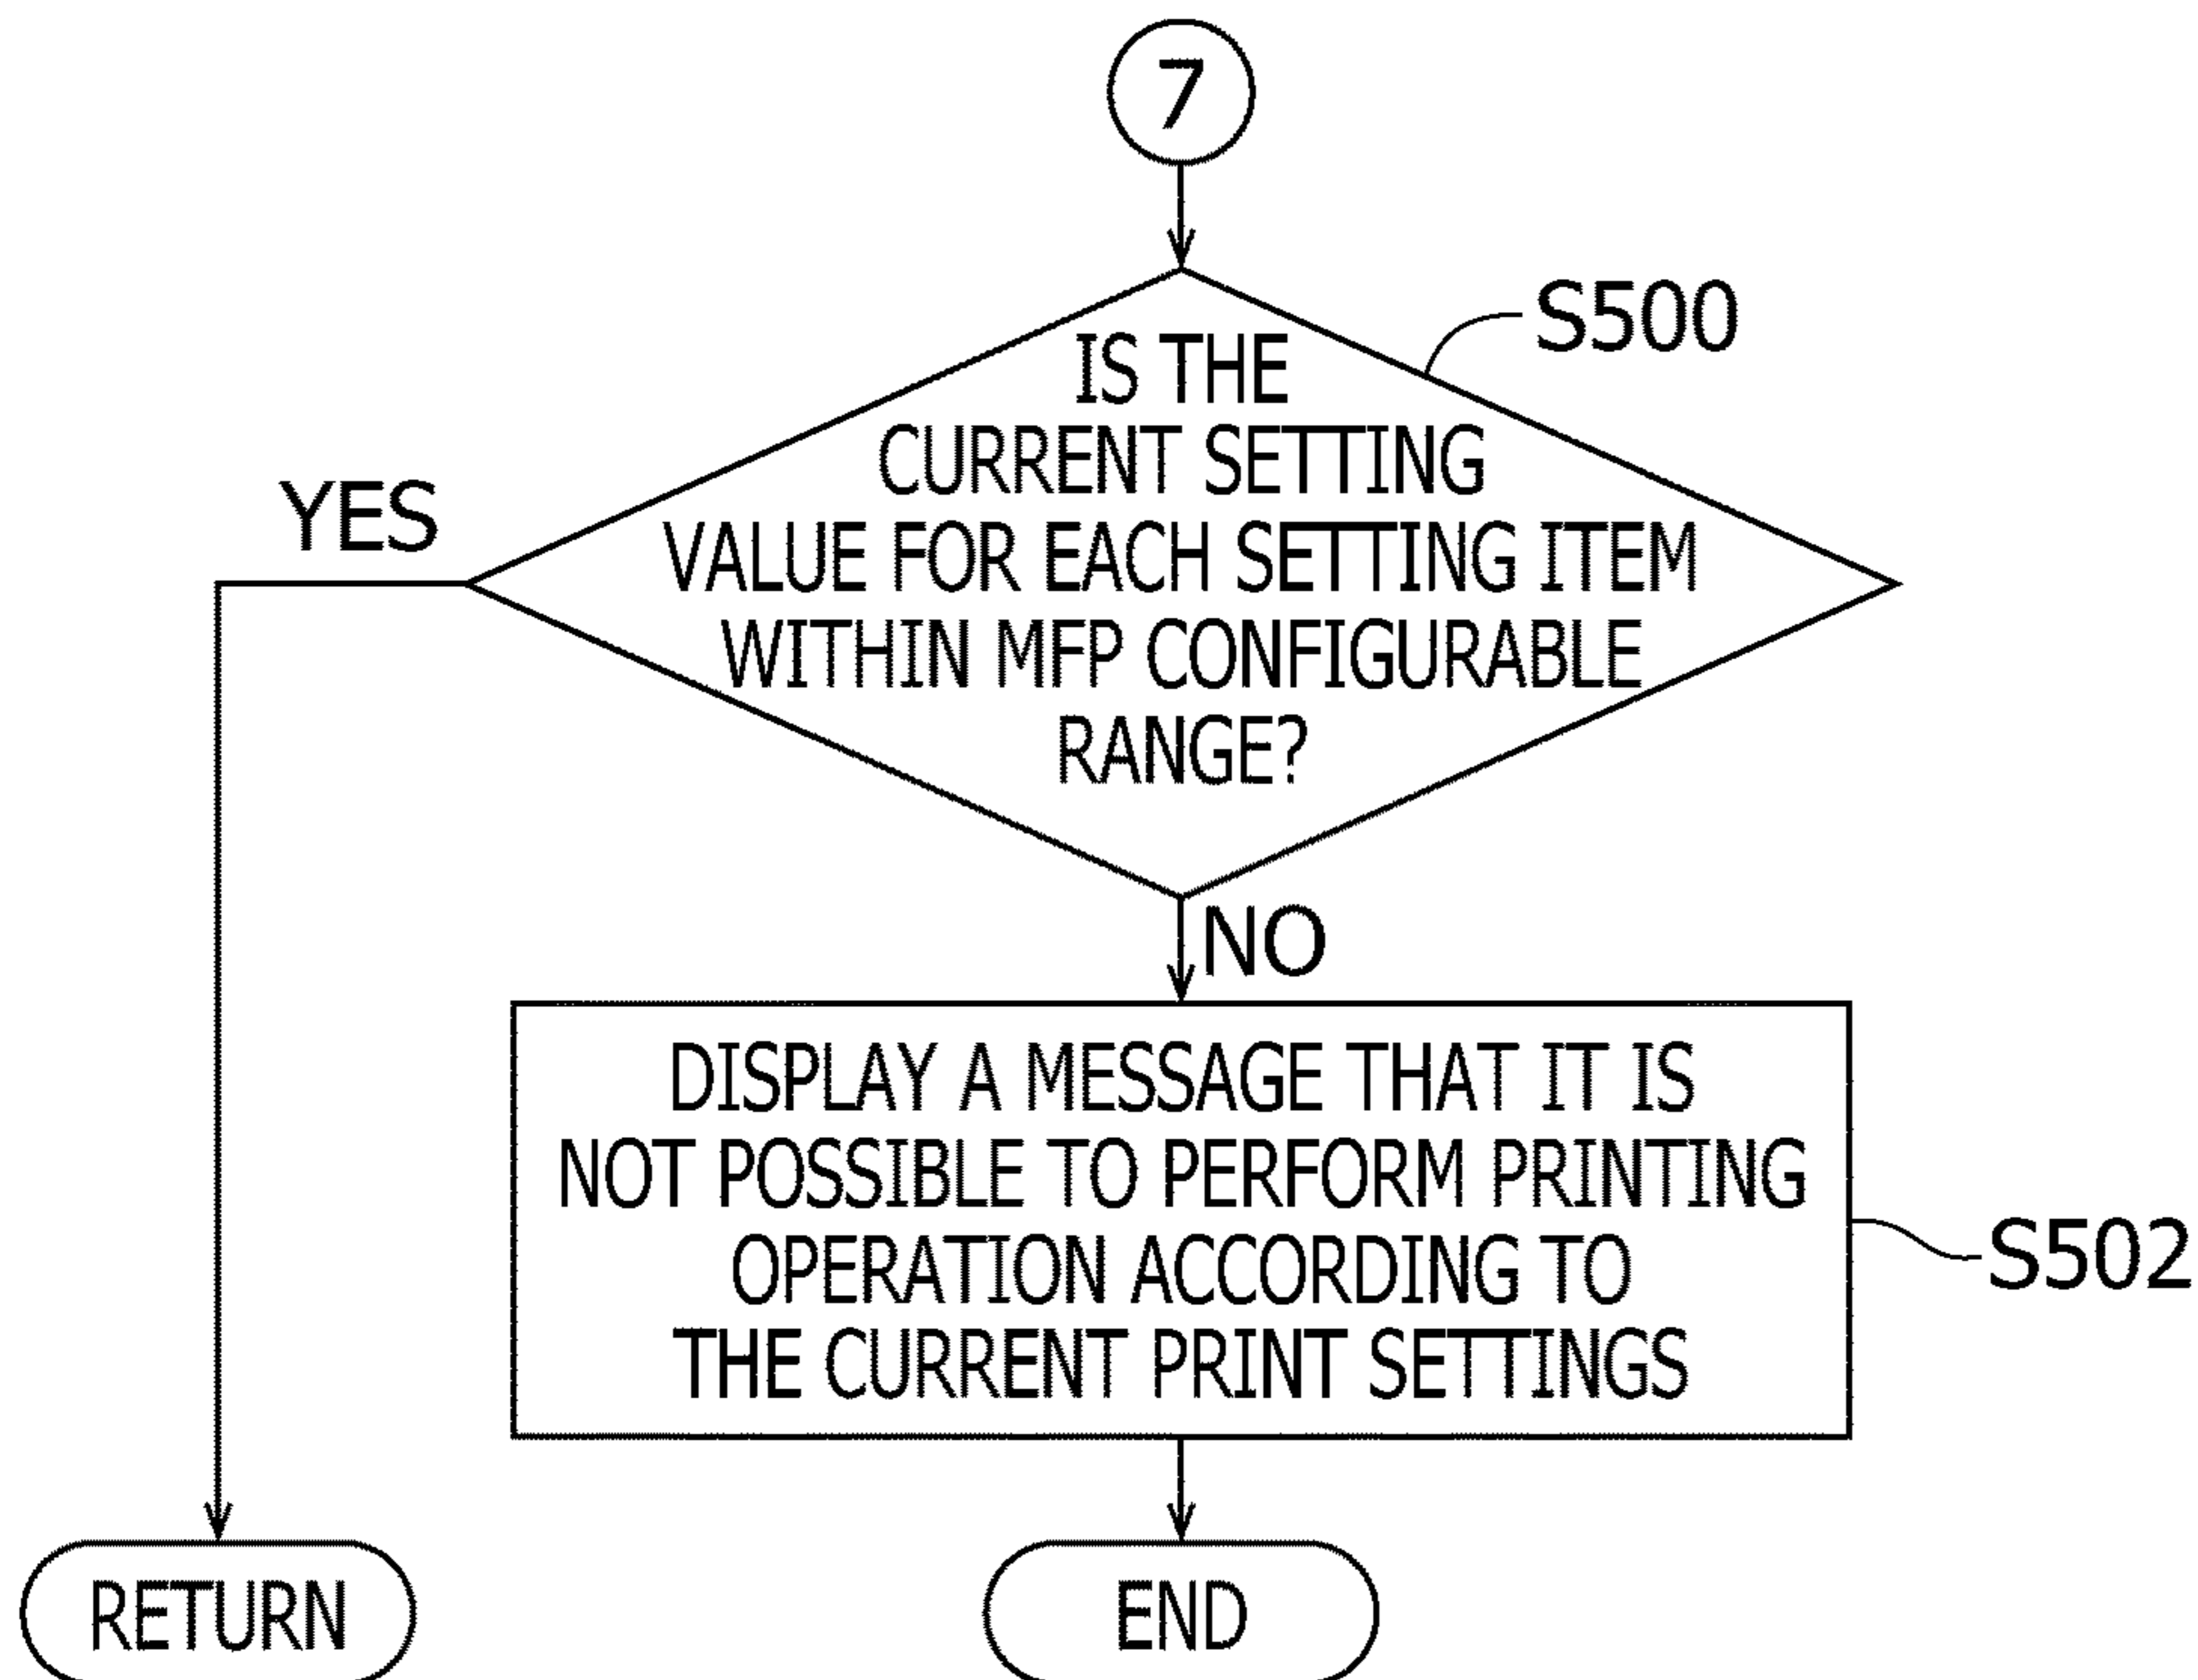 7
S500
IS THE
CURRENT SETTING
VALUE FOR EACH SETTING ITEM
WITHIN MFP CONFIGURABLE
RANGE?
YES
NO
DISPLAY A MESSAGE THAT IT IS
NOT POSSIBLE TO PERFORM PRINTING
OPERATION ACCORDING TO
THE CURRENT PRINT SETTINGS
S502
RETURN
END